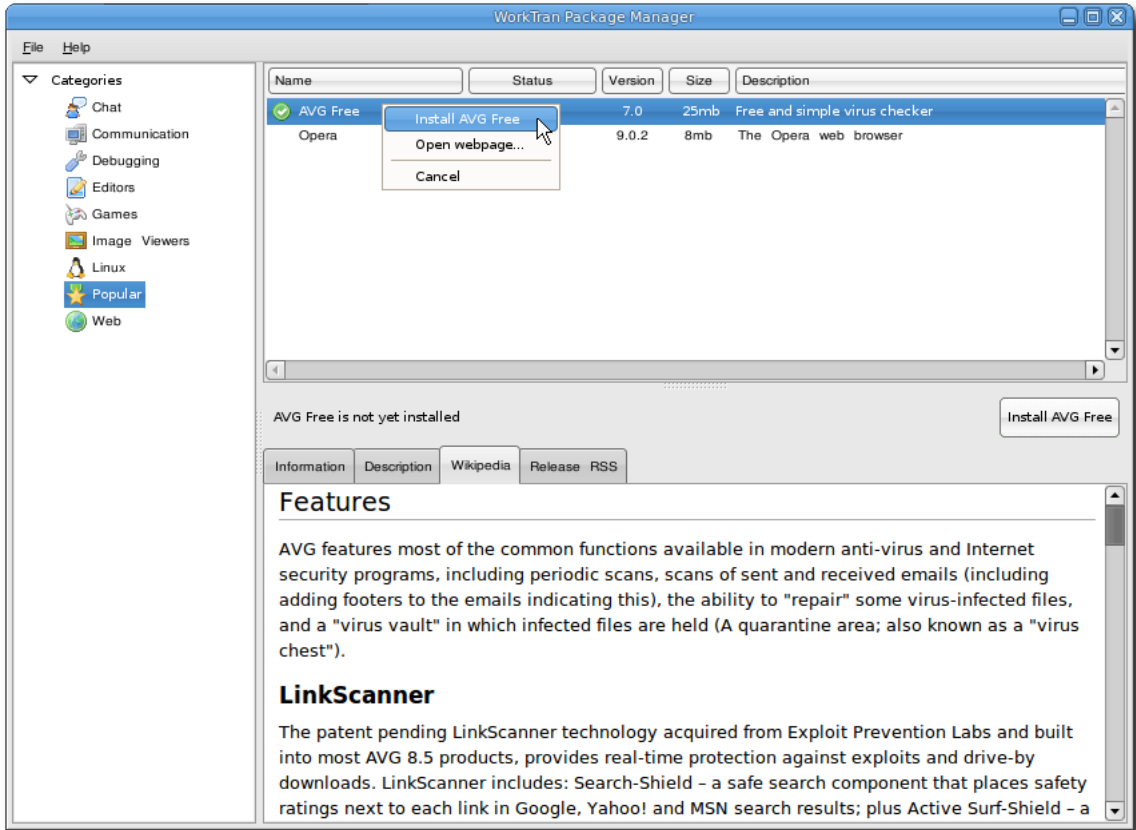 WorkTran Package Manager
File Help
Categories
Chat
Communication
Debugging
Editors
Games
Image Viewers
Linux
Popular
Web
Name Status Version Size Description
AVG Free 7.0 25mb Free and simple virus checker
Opera 9.0.2 8mb The Opera web browser
Install AVG Free
Open webpage...
Cancel
AVG Free is not yet installed
Install AVG Free
Information Description Wikipedia Release RSS
Features
AVG features most of the common functions available in modern anti-virus and Internet
security programs, including periodic scans, scans of sent and received emails (including
adding footers to the emails indicating this), the ability to "repair" some virus-infected files,
and a "virus vault" in which infected files are held (A quarantine area; also known as a "virus
chest").
LinkScanner
The patent pending LinkScanner technology acquired from Exploit Prevention Labs and built
into most AVG 8.5 products, provides real-time protection against exploits and drive-by
downloads. LinkScanner includes: Search-Shield – a safe search component that places safety
ratings next to each link in Google, Yahoo! and MSN search results; plus Active Surf-Shield – a